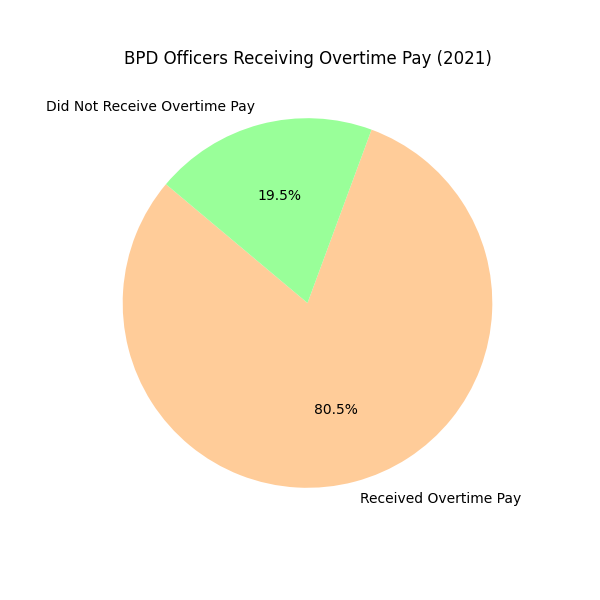 BPD Officers Receiving Overtime Pay (2021)
Did Not Receive Overtime Pay
19.5%
80.5%
Received Overtime Pay